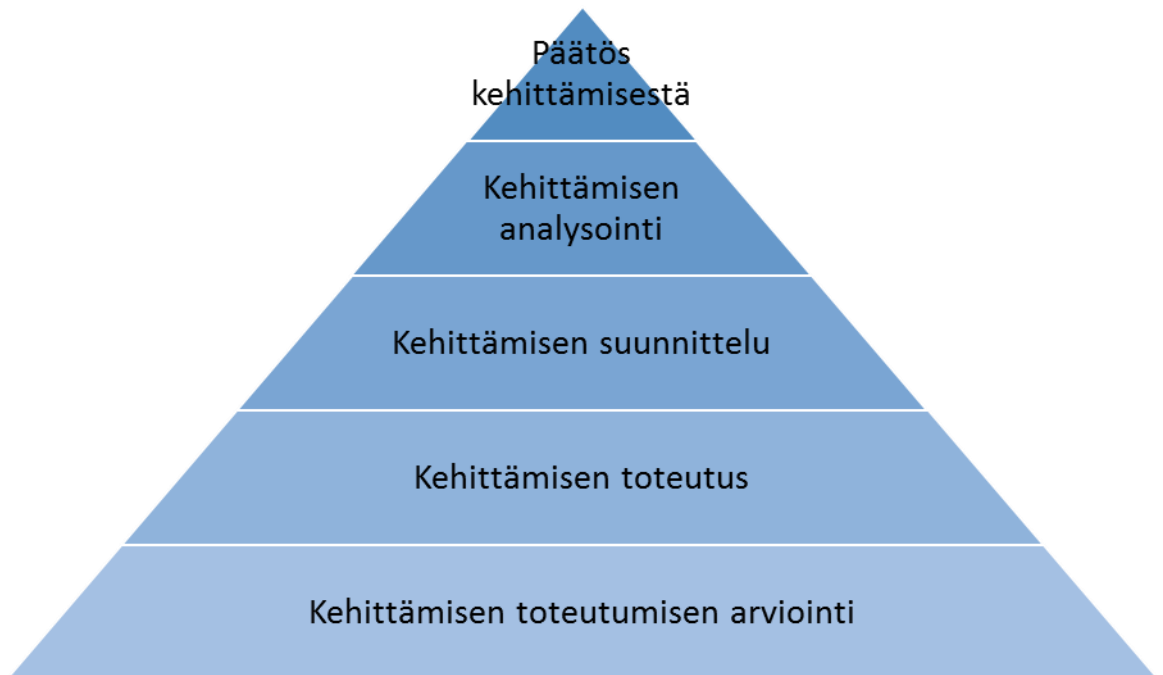 Päätös
kehittämisestä
Kehittämisen
analysointi
Kehittämisen suunnittelu
Kehittämisen toteutus
Kehittämisen toteutumisen arviointi